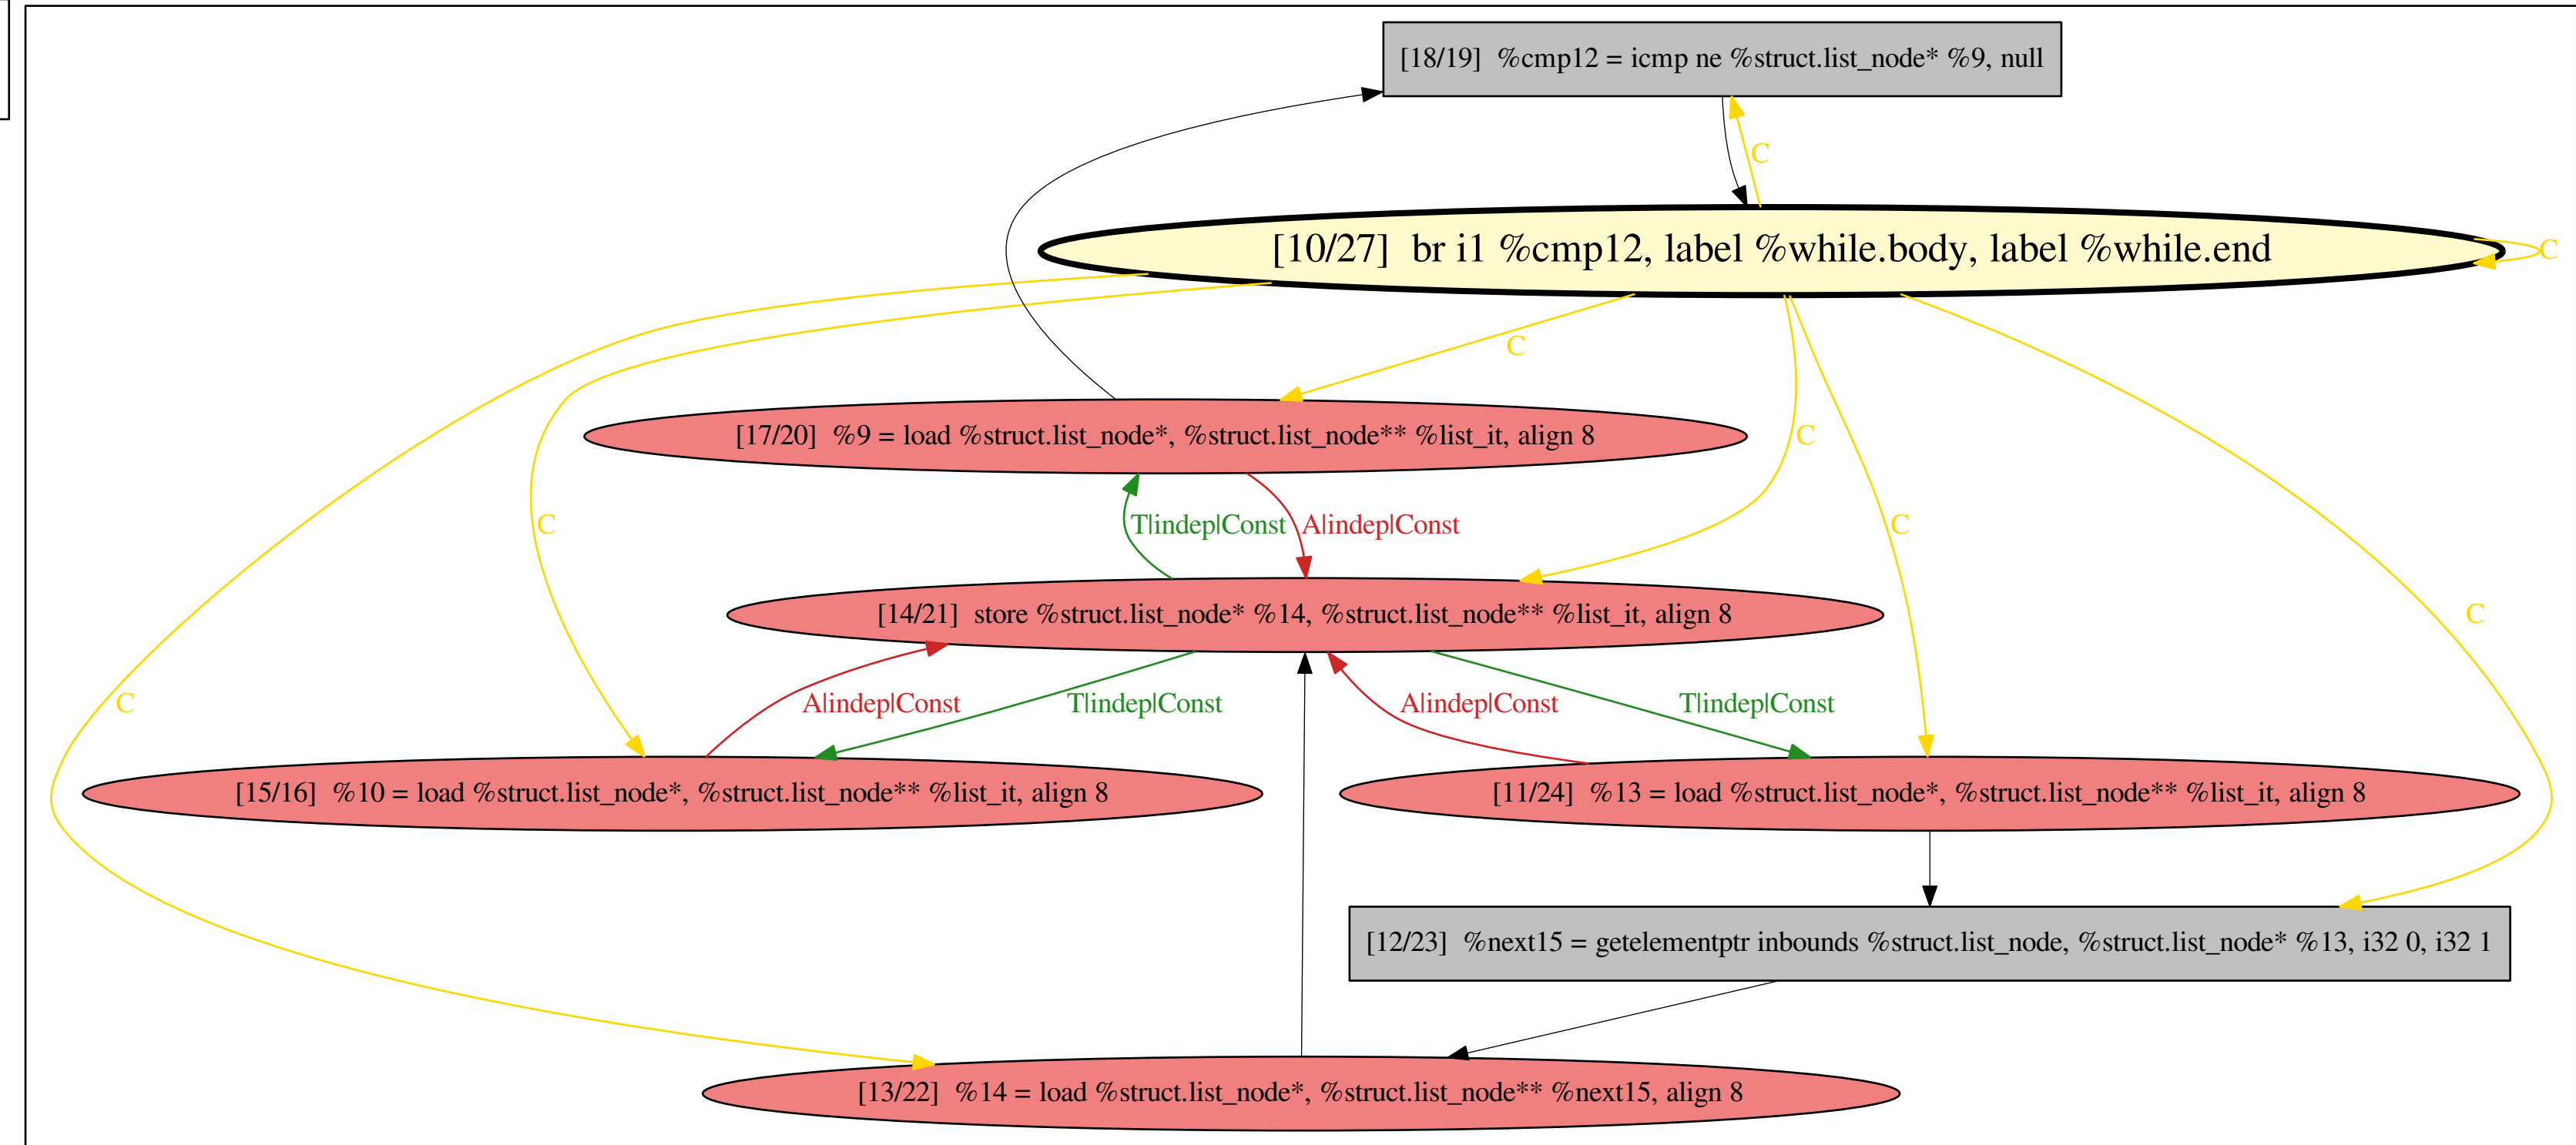 [18/19]  %cmp12 = icmp ne %struct.list_node* %9, null
C
[10/27]  br i1 %cmp12, label %while.body, label %while.end
C
C
[17/20]  %9 = load %struct.list_node*, %struct.list_node** %list_it, align 8
C
C
T|indep|Const
A|indep|Const
C
[14/21]  store %struct.list_node* %14, %struct.list_node** %list_it, align 8
C
C
A|indep|Const
T|indep|Const
A|indep|Const
T|indep|Const
[15/16]  %10 = load %struct.list_node*, %struct.list_node** %list_it, align 8
[11/24]  %13 = load %struct.list_node*, %struct.list_node** %list_it, align 8
[12/23]  %next15 = getelementptr inbounds %struct.list_node, %struct.list_node* %13, i32 0, i32 1
[13/22]  %14 = load %struct.list_node*, %struct.list_node** %next15, align 8